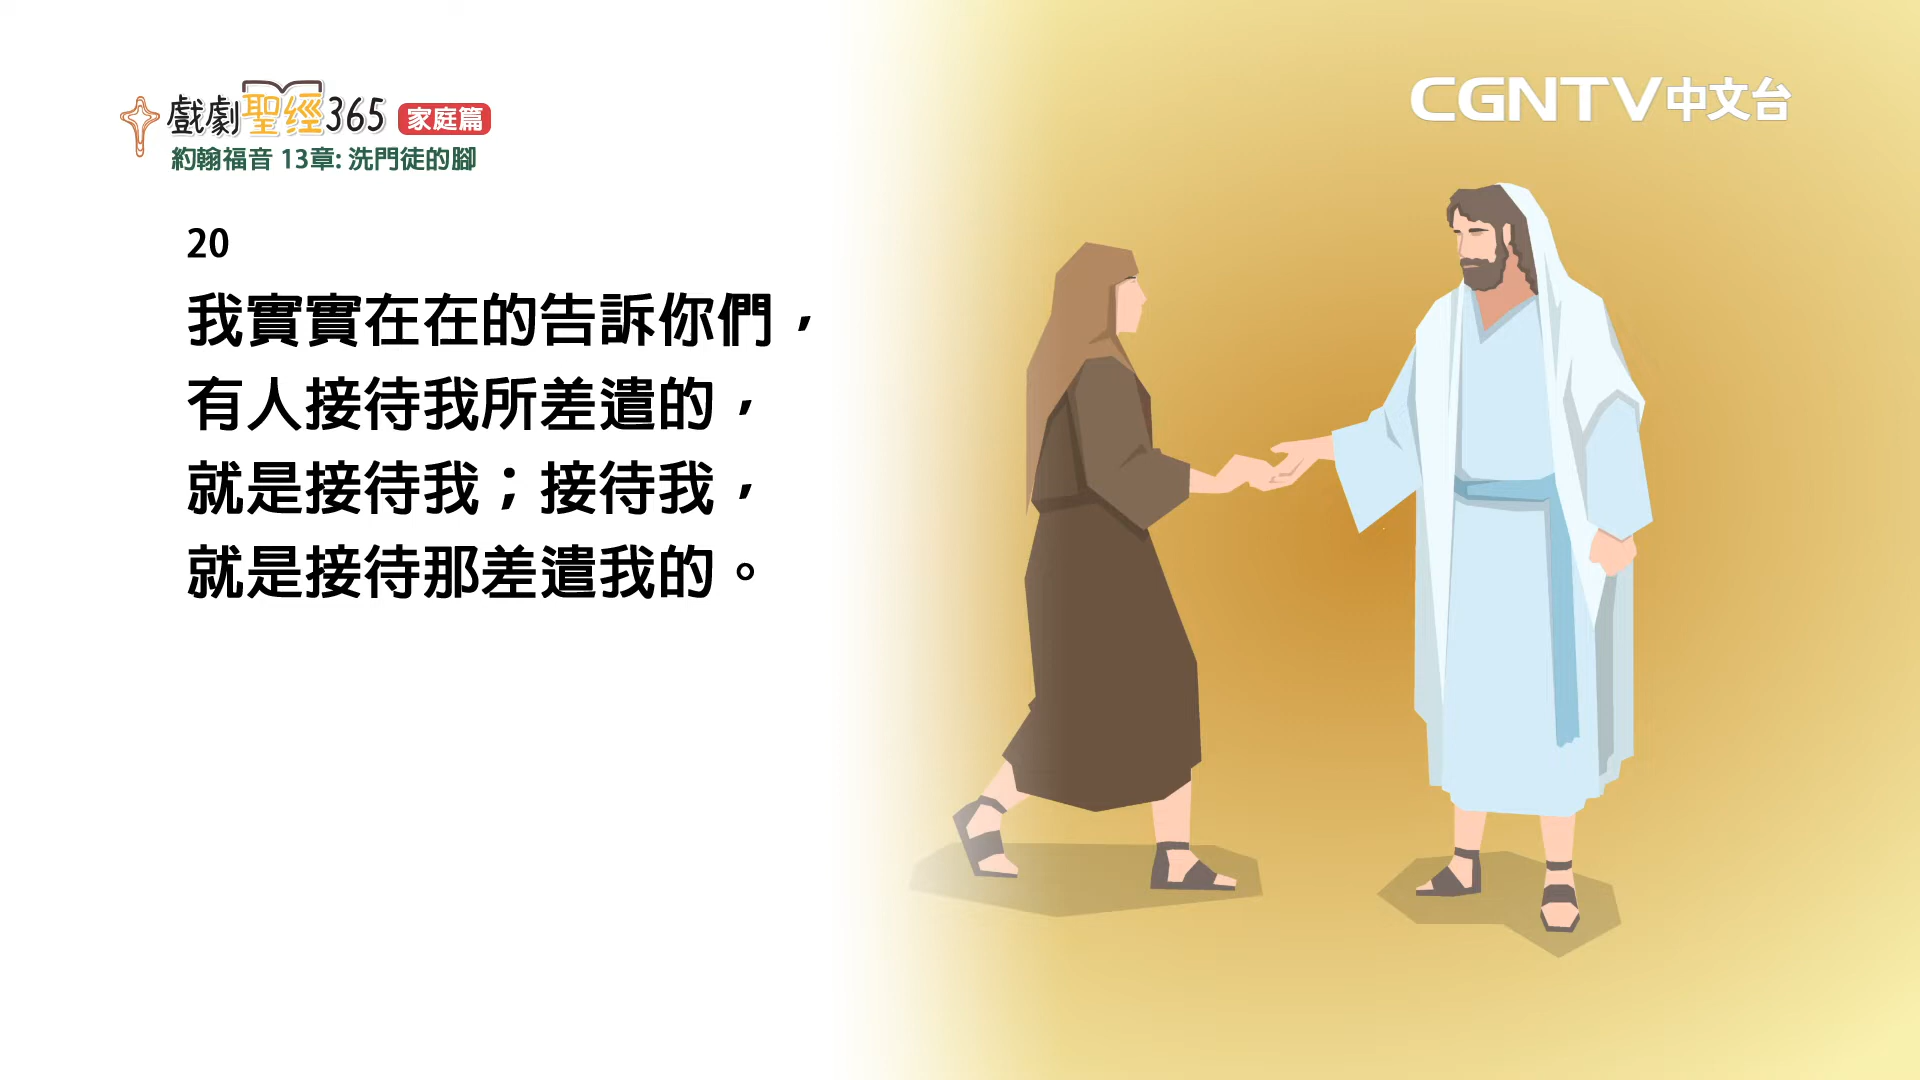 戲劇聖經365 家庭篇
約翰福音 13章: 洗門徒的腳
CGNTV中文台
20
我實實在在的告訴你們，
有人接待我所差遣的，
就是接待我；接待我，
就是接待那差遣我的。